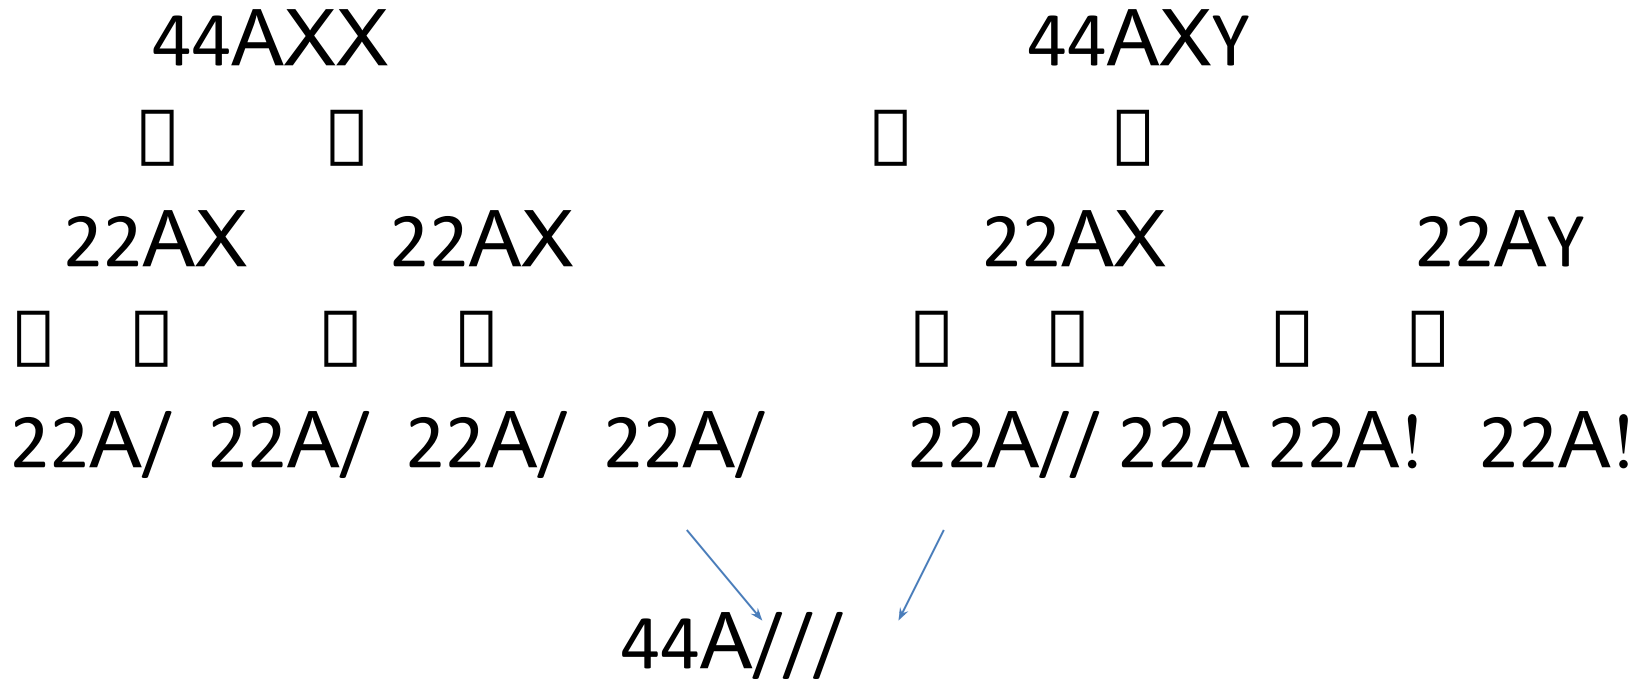 44AXX 44AXY
▯ ▯ ▯ ▯
22AX 22AX 22AX 22AY
▯ ▯ ▯ ▯ ▯ ▯ ▯ ▯
22A/ 22A/ 22A/ 22A/ 22A// 22A 22A! 22A!
44A///